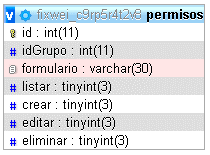 v fixwei_c9rp5r4t2v8 permisos
id : int(11)
# idGrupo : int(11)
formulario : varchar(30)
# listar : tinyint(3)
# crear : tinyint(3)
# editar : tinyint(3)
# eliminar : tinyint(3)